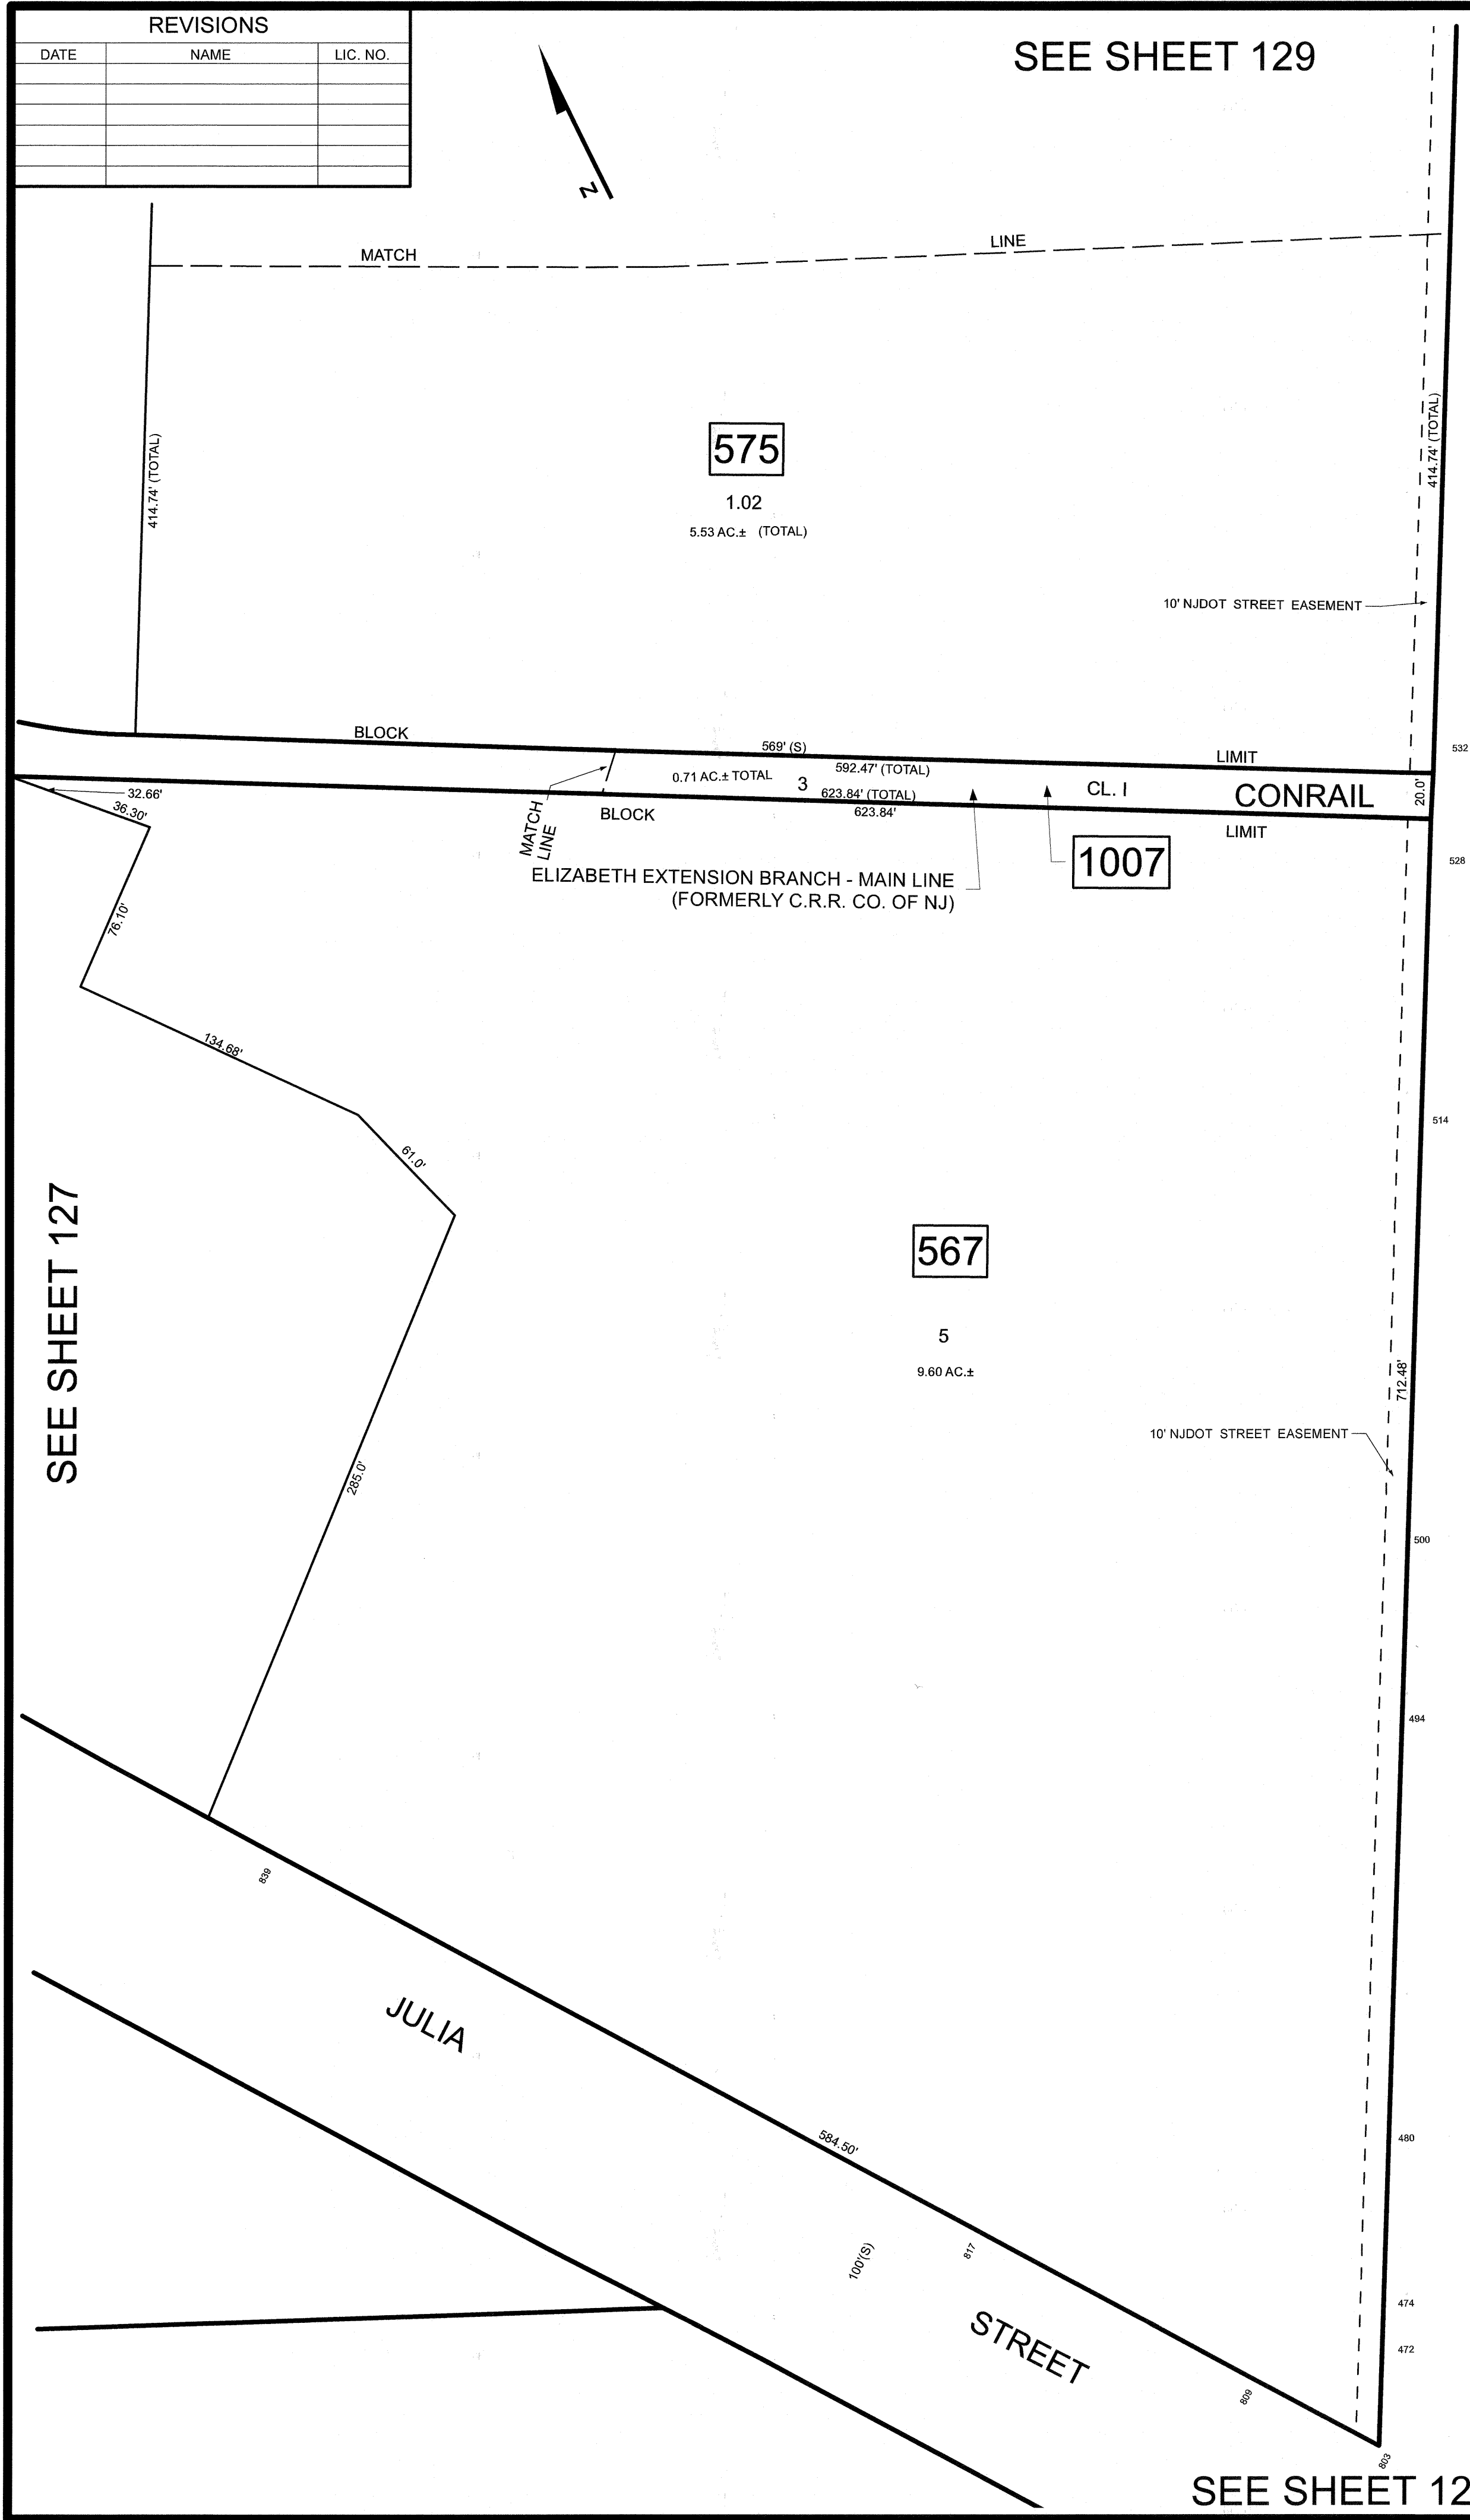 REVISIONS
DATE NAME LIC. NO.
SEE SHEET 129
N
MATCH LINE
414.74' (TOTAL)
414.74' (TOTAL)
575
1.02
5.53 AC.± (TOTAL)
10' NJDOT STREET EASEMENT
BLOCK LIMIT
569' (S)
532
592.47' (TOTAL)
0.71 AC.± TOTAL
3
623.84' (TOTAL)
CL. I
CONRAIL
20.0'
32.66'
36.30'
MATCH
LINE
BLOCK LIMIT
623.84'
1007
528
ELIZABETH EXTENSION BRANCH - MAIN LINE
(FORMERLY C.R.R. CO. OF NJ)
76.10'
134.68'
61.0'
514
SEE SHEET 127
567
5
9.60 AC.±
712.48'
10' NJDOT STREET EASEMENT
285.0'
500
494
839
JULIA STREET
584.50'
100'(S)
480
817
474
472
809
803
SEE SHEET 12